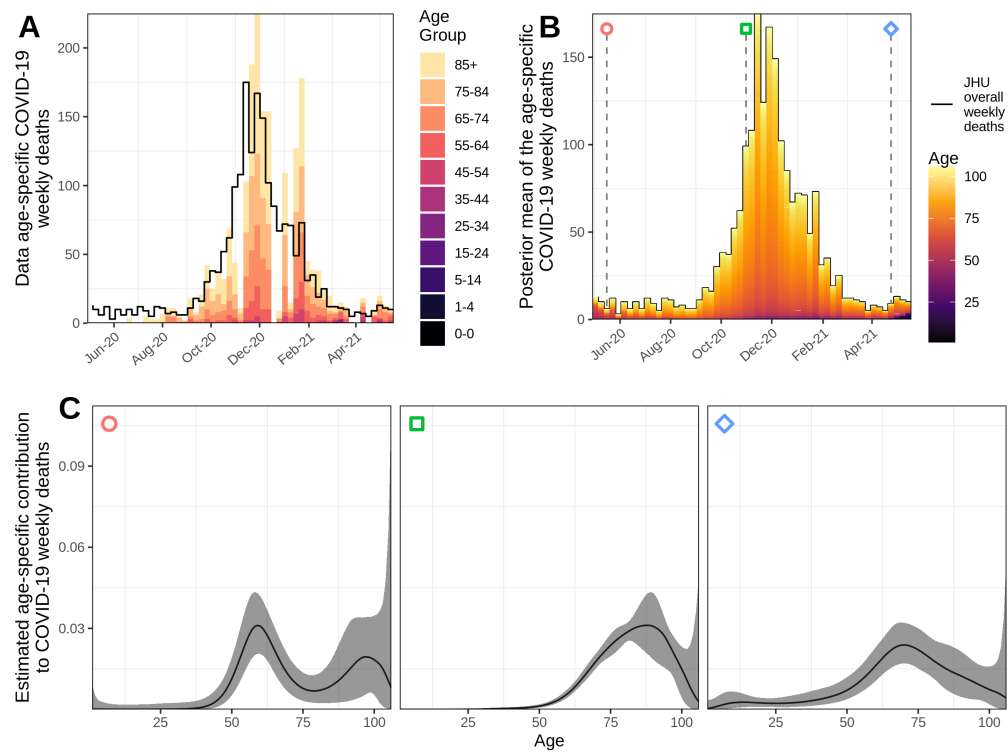 A
Data age-specific COVID-19
weekly deaths
200
150
100
50
0
Jun-20
Aug-20
Oct-20
Dec-20
Feb-21
Apr-21
Age
Group
85+
75-84
65-74
55-64
45-54
35-44
25-34
15-24
5-14
1-4
0-0
B
Posterior mean of the age-specific
COVID-19 weekly deaths
150
100
50
0
Jun-20
Aug-20
Oct-20
Dec-20
Feb-21
Apr-21
JHU
overall
weekly
deaths
Age
100
75
50
25
C
Estimated age-specific contribution
to COVID-19 weekly deaths
0.09
0.06
0.03
25
50
75
100
25
50
75
100
25
50
75
100
Age